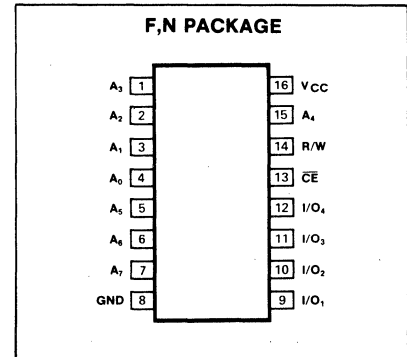 F,N PACKAGE
A₃ 1 16 VCC
A₂ 2 15 A₄
A₁ 3 14 R/W
A₀ 4 13 C̅E̅
A₅ 5 12 I/O₄
A₆ 6 11 I/O₃
A₇ 7 10 I/O₂
GND 8 9 I/O₁